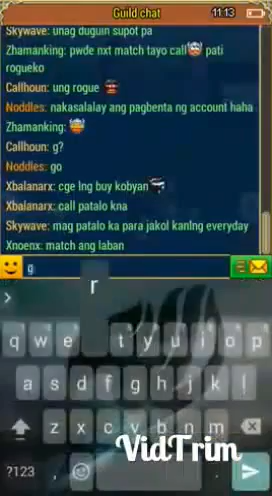 Guild chat
11:13
Skywave: unag duguin supot pa
Zhamanking: pwde nxt match tayo call pati
rogueko
Callhoun: ung rogue
Noddles: nakasalalay ang pagbenta ng account haha
Zhamanking:
Callhoun: g?
Noddles: go
Xbalanarx: cge lng buy kobyan
Xbalanarx: call patalo kna
Skywave: mag patalo ka para jakol kanlng everyday
Xnoenx: match ang laban
g
r
q w e t y u i o p
a s d f g h j k l
z x c v b n m
VidTrim
?123 , .